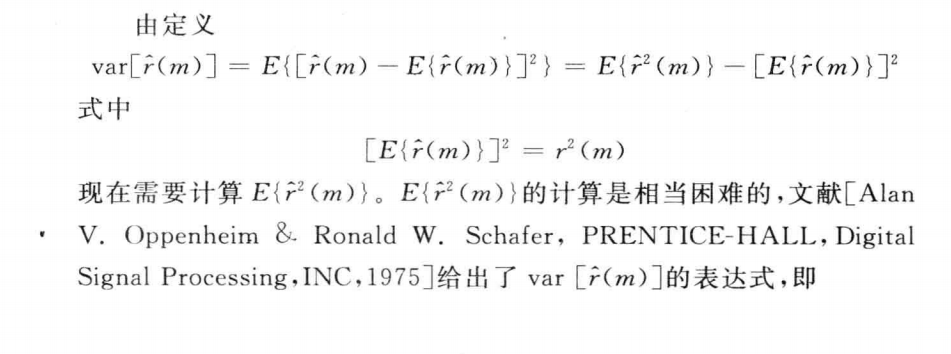 由定义
var[r̂(m)] = E{[r̂(m) − E{r̂(m)}]²} = E{r̂²(m)} − [E{r̂(m)}]²
式中
[E{r̂(m)}]² = r²(m)
现在需要计算 E{r̂²(m)}。E{r̂²(m)}的计算是相当困难的,文献[Alan
V. Oppenheim & Ronald W. Schafer, PRENTICE-HALL, Digital
Signal Processing, INC, 1975]给出了 var [r̂(m)]的表达式,即